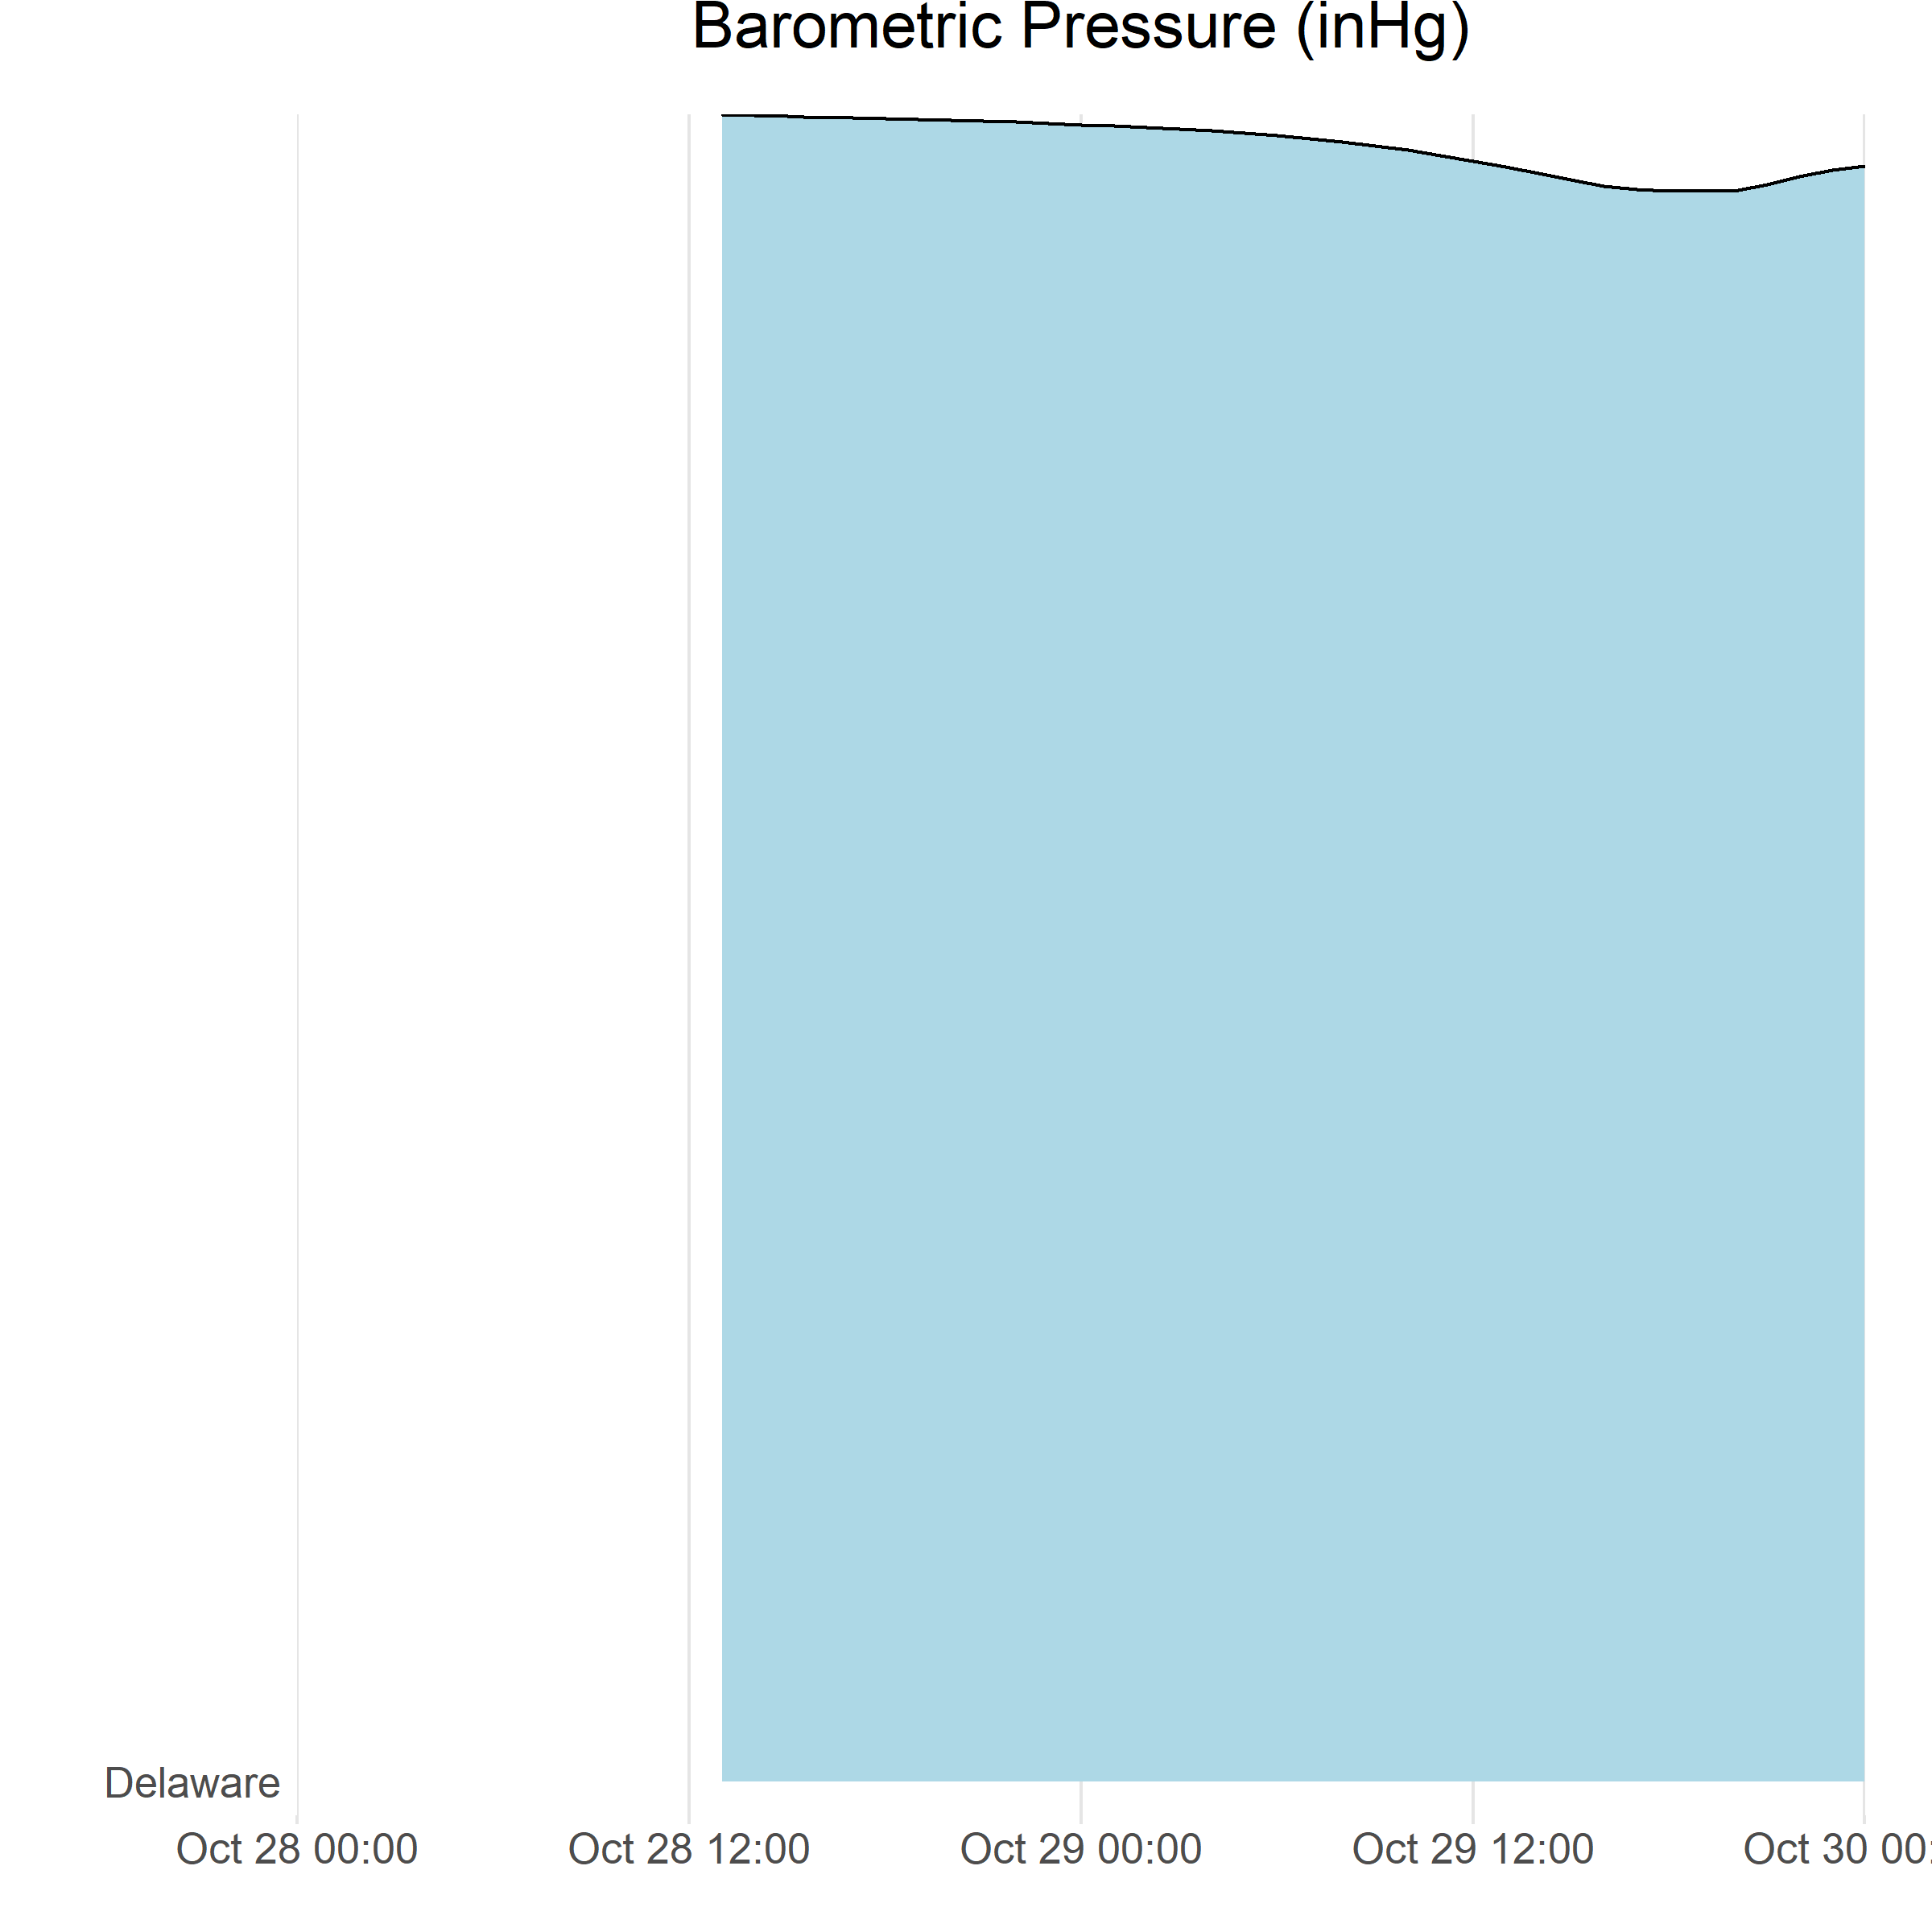 Barometric Pressure (inHg)
Delaware
Oct 28 00:00
Oct 28 12:00
Oct 29 00:00
Oct 29 12:00
Oct 30 00: